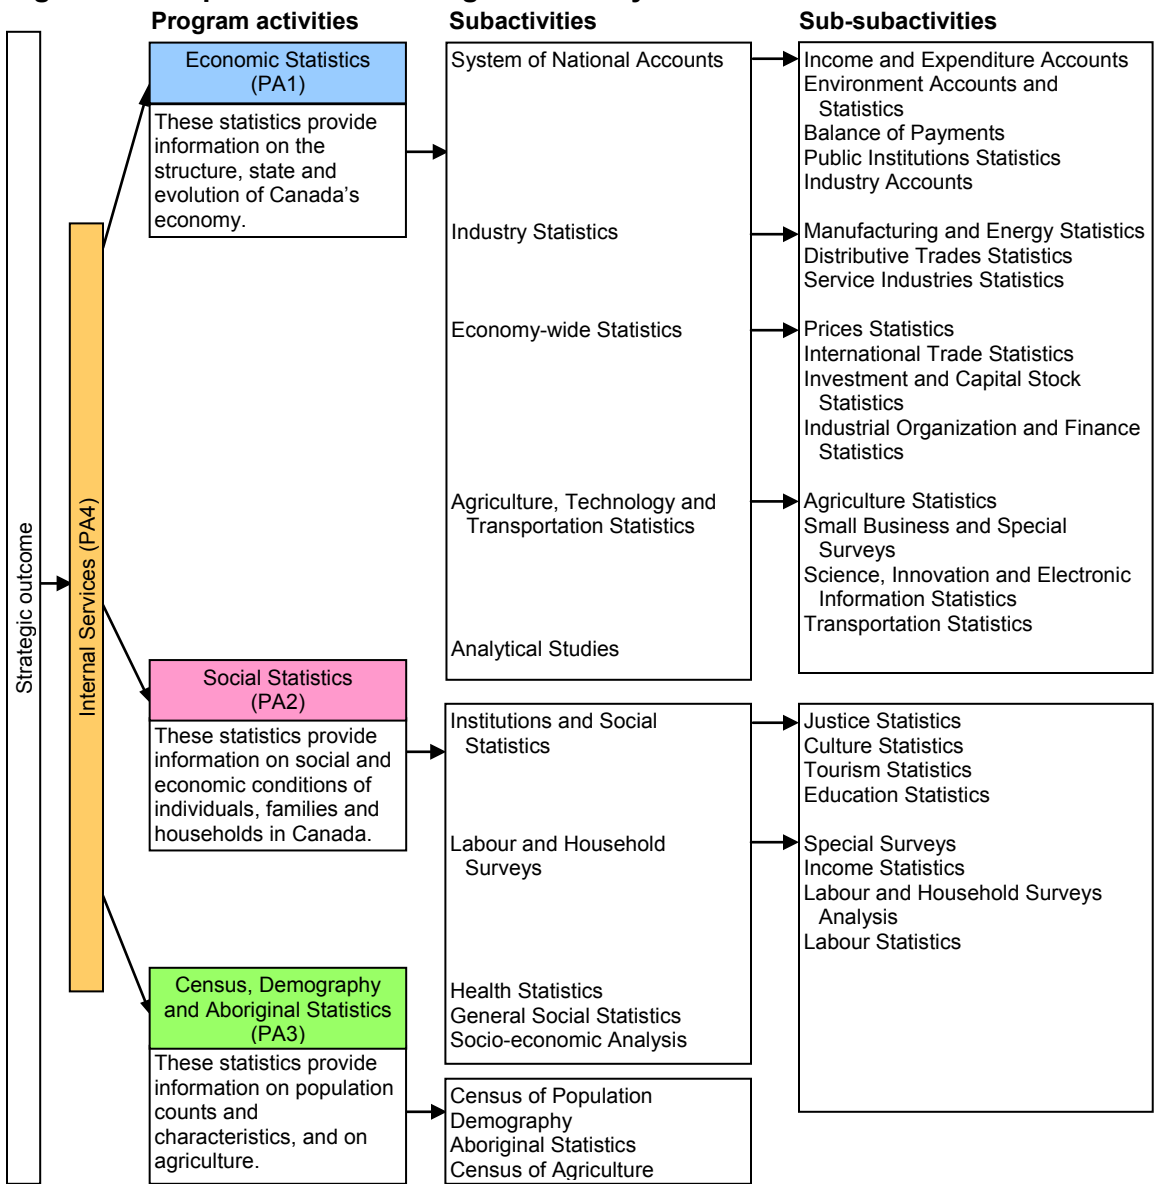 Program activities
Subactivities
Sub-subactivities
Strategic outcome
Internal Services (PA4)
Economic Statistics
(PA1)
These statistics provide
information on the
structure, state and
evolution of Canada's
economy.
System of National Accounts
Income and Expenditure Accounts
Environment Accounts and
Statistics
Balance of Payments
Public Institutions Statistics
Industry Accounts
Industry Statistics
Manufacturing and Energy Statistics
Distributive Trades Statistics
Service Industries Statistics
Economy-wide Statistics
Prices Statistics
International Trade Statistics
Investment and Capital Stock
Statistics
Industrial Organization and Finance
Statistics
Agriculture, Technology and
Transportation Statistics
Agriculture Statistics
Small Business and Special
Surveys
Science, Innovation and Electronic
Information Statistics
Transportation Statistics
Analytical Studies
Social Statistics
(PA2)
These statistics provide
information on social and
economic conditions of
individuals, families and
households in Canada.
Institutions and Social
Statistics
Justice Statistics
Culture Statistics
Tourism Statistics
Education Statistics
Labour and Household
Surveys
Special Surveys
Income Statistics
Labour and Household Surveys
Analysis
Labour Statistics
Health Statistics
General Social Statistics
Socio-economic Analysis
Census, Demography
and Aboriginal Statistics
(PA3)
These statistics provide
information on population
counts and
characteristics, and on
agriculture.
Census of Population
Demography
Aboriginal Statistics
Census of Agriculture